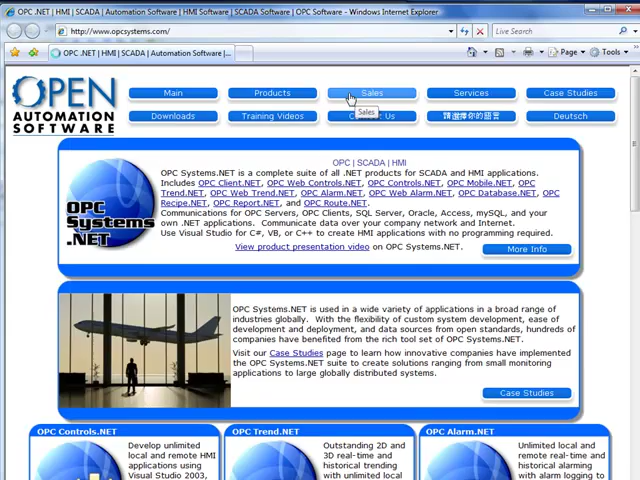 OPC .NET | HMI | SCADA | Automation Software | HMI Software | SCADA Software | OPC Software - Windows Internet Explorer
http://www.opcsystems.com/
Live Search
OPC .NET | HMI | SCADA | Automation Software |...
Page
Tools
OPEN
AUTOMATION
SOFTWARE
Main
Products
Sales
Services
Case Studies
Sales
Downloads
Training Videos
請選擇你的語言
Deutsch
OPC | SCADA | HMI
OPC Systems.NET is a complete suite of all .NET products for SCADA and HMI applications.
Includes OPC Client.NET, OPC Web Controls.NET, OPC Controls.NET, OPC Mobile.NET, OPC
Trend.NET, OPC Web Trend.NET, OPC Alarm.NET, OPC Web Alarm.NET, OPC Database.NET, OPC
Recipe.NET, OPC Report.NET, and OPC Route.NET.
Communications for OPC Servers, OPC Clients, SQL Server, Oracle, Access, mySQL, and your
own .NET applications.  Communicate data over your company network and Internet.
Use Visual Studio for C#, VB, or C++ to create HMI applications with no programming required.
View product presentation video on OPC Systems.NET.
More Info
OPC
Systems
.NET
OPC Systems.NET is used in a wide variety of applications in a broad range of
industries globally.  With the flexibility of custom system development, ease of
development and deployment, and data sources from open standards, hundreds of
companies have benefited from the rich tool set of OPC Systems.NET.
Visit our Case Studies page to learn how innovative companies have implemented
the OPC Systems.NET suite to create solutions ranging from small monitoring
applications to large globally distributed systems.
Case Studies
OPC Controls.NET
Develop unlimited
local and remote HMI
applications using
Visual Studio 2003,
OPC Trend.NET
Outstanding 2D and
3D real-time and
historical trending
with unlimited local
OPC Alarm.NET
Unlimited local and
remote real-time and
historical alarming
with alarm logging to